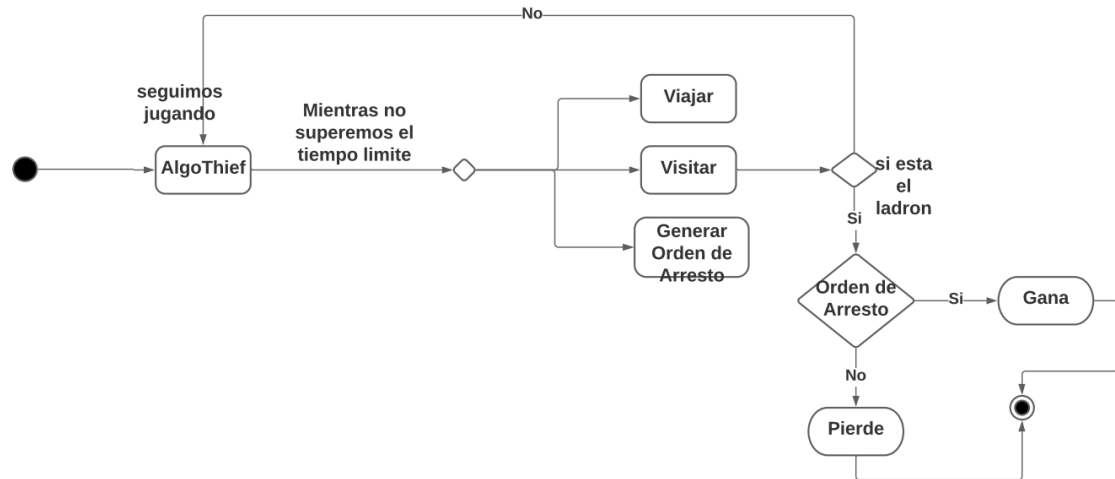 No
seguimos
jugando
AlgoThief
Mientras no
superemos el
tiempo limite
Viajar
Visitar
Generar
Orden de
Arresto
si esta
el
ladron
Si
Orden de
Arresto
Si
Gana
No
Pierde